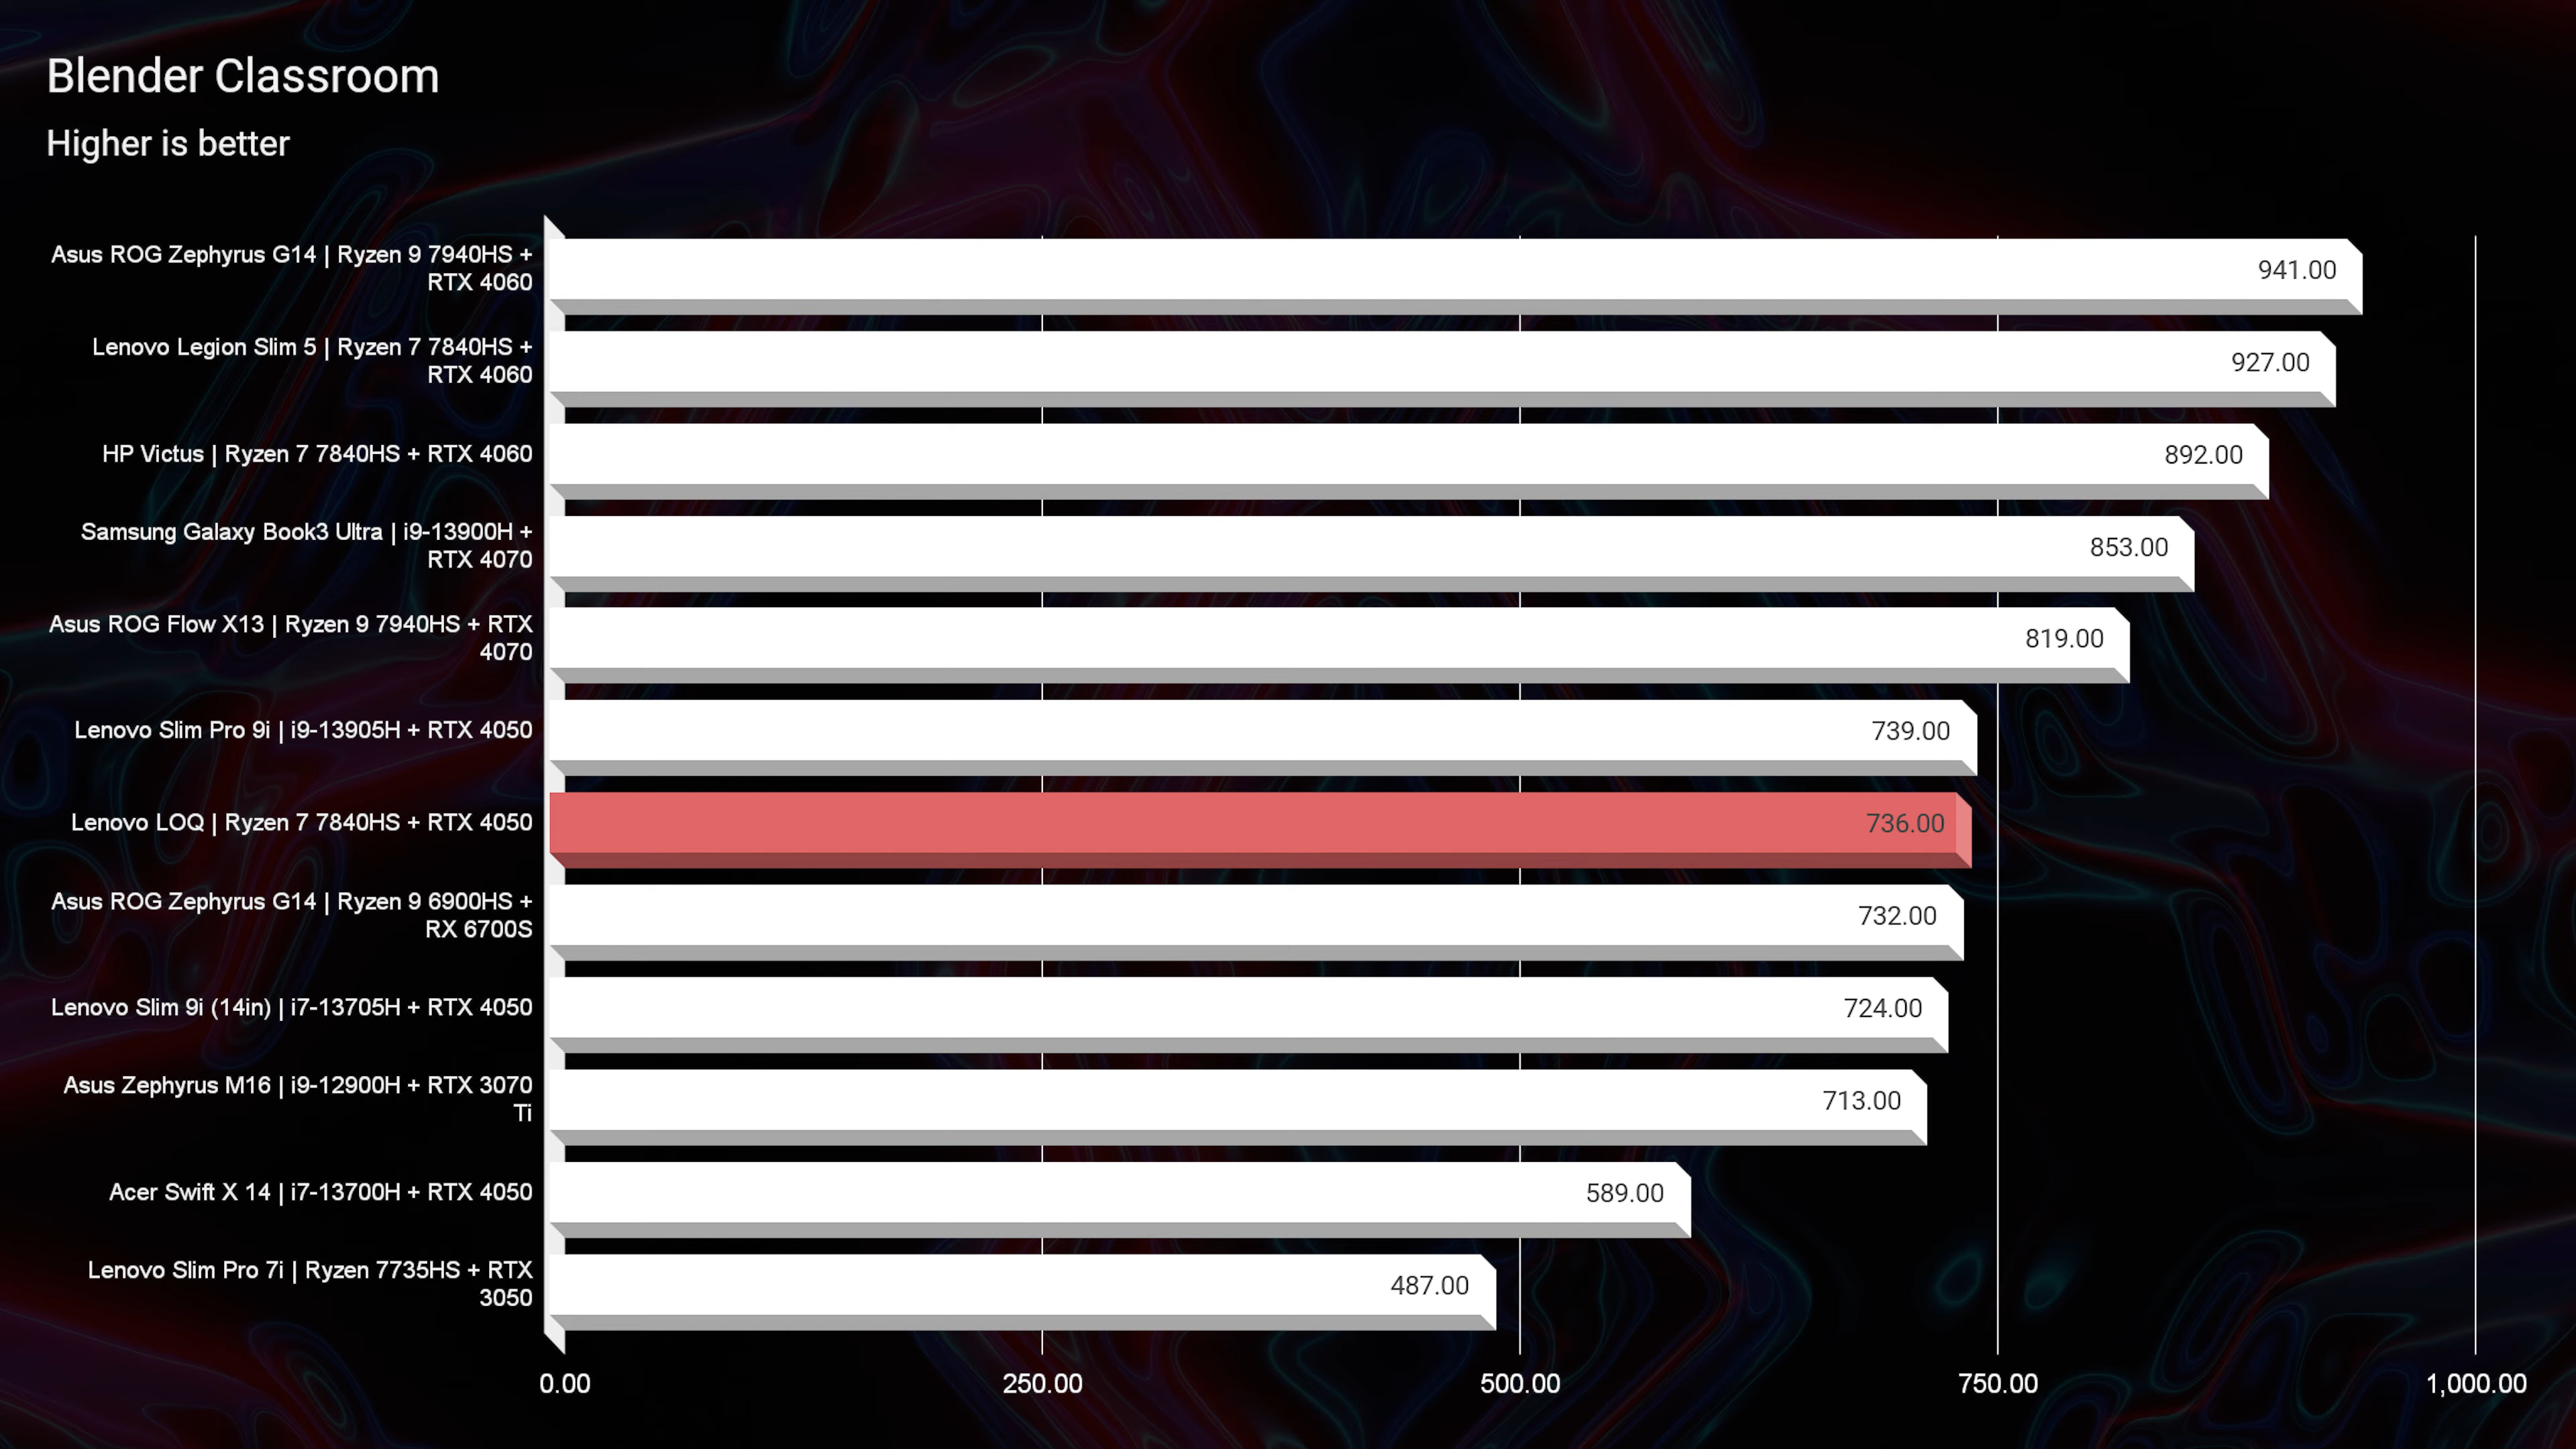 Blender Classroom
Higher is better
Asus ROG Zephyrus G14 | Ryzen 9 7940HS +
RTX 4060
941.00
Lenovo Legion Slim 5 | Ryzen 7 7840HS +
RTX 4060
927.00
HP Victus | Ryzen 7 7840HS + RTX 4060
892.00
Samsung Galaxy Book3 Ultra | i9-13900H +
RTX 4070
853.00
Asus ROG Flow X13 | Ryzen 9 7940HS + RTX
4070
819.00
Lenovo Slim Pro 9i | i9-13905H + RTX 4050
739.00
Lenovo LOQ | Ryzen 7 7840HS + RTX 4050
736.00
Asus ROG Zephyrus G14 | Ryzen 9 6900HS +
RX 6700S
732.00
Lenovo Slim 9i (14in) | i7-13705H + RTX 4050
724.00
Asus Zephyrus M16 | i9-12900H + RTX 3070
Ti
713.00
Acer Swift X 14 | i7-13700H + RTX 4050
589.00
Lenovo Slim Pro 7i | Ryzen 7735HS + RTX
3050
487.00
0.00
250.00
500.00
750.00
1,000.00